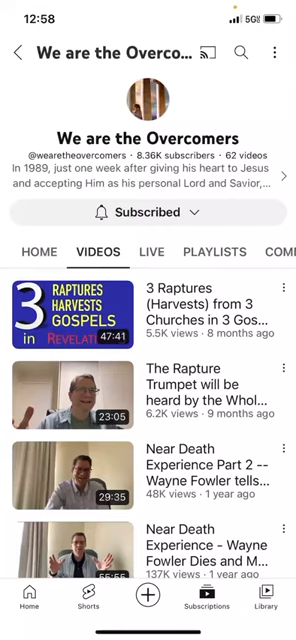 12:58
5G
We are the Overco...
We are the Overcomers
@wearetheovercomers · 8.36K subscribers · 62 videos
In 1989, just one week after giving his heart to Jesus
and accepting Him as his personal Lord and Savior,...
Subscribed
HOME VIDEOS LIVE PLAYLISTS COM
3 RAPTURES
HARVESTS
GOSPELS
in REVELATI
47:41
3 Raptures
(Harvests) from 3
Churches in 3 Gos...
5.5K views · 8 months ago
23:05
The Rapture
Trumpet will be
heard by the Whol...
6.2K views · 9 months ago
29:35
Near Death
Experience Part 2 --
Wayne Fowler tells...
48K views · 1 year ago
Near Death
Experience - Wayne
Fowler Dies and M...
137K views · 1 year ago
Home Shorts Subscriptions Library